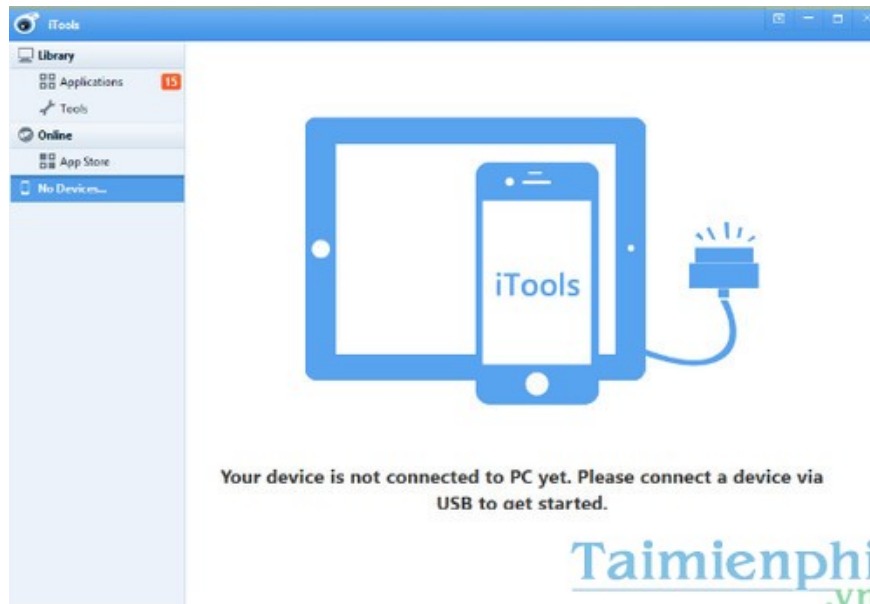 iTools
Library
Applications 15
Tools
Online
App Store
No Devices...
iTools
Your device is not connected to PC yet. Please connect a device via
USB to get started.
Taimienphi
.vn